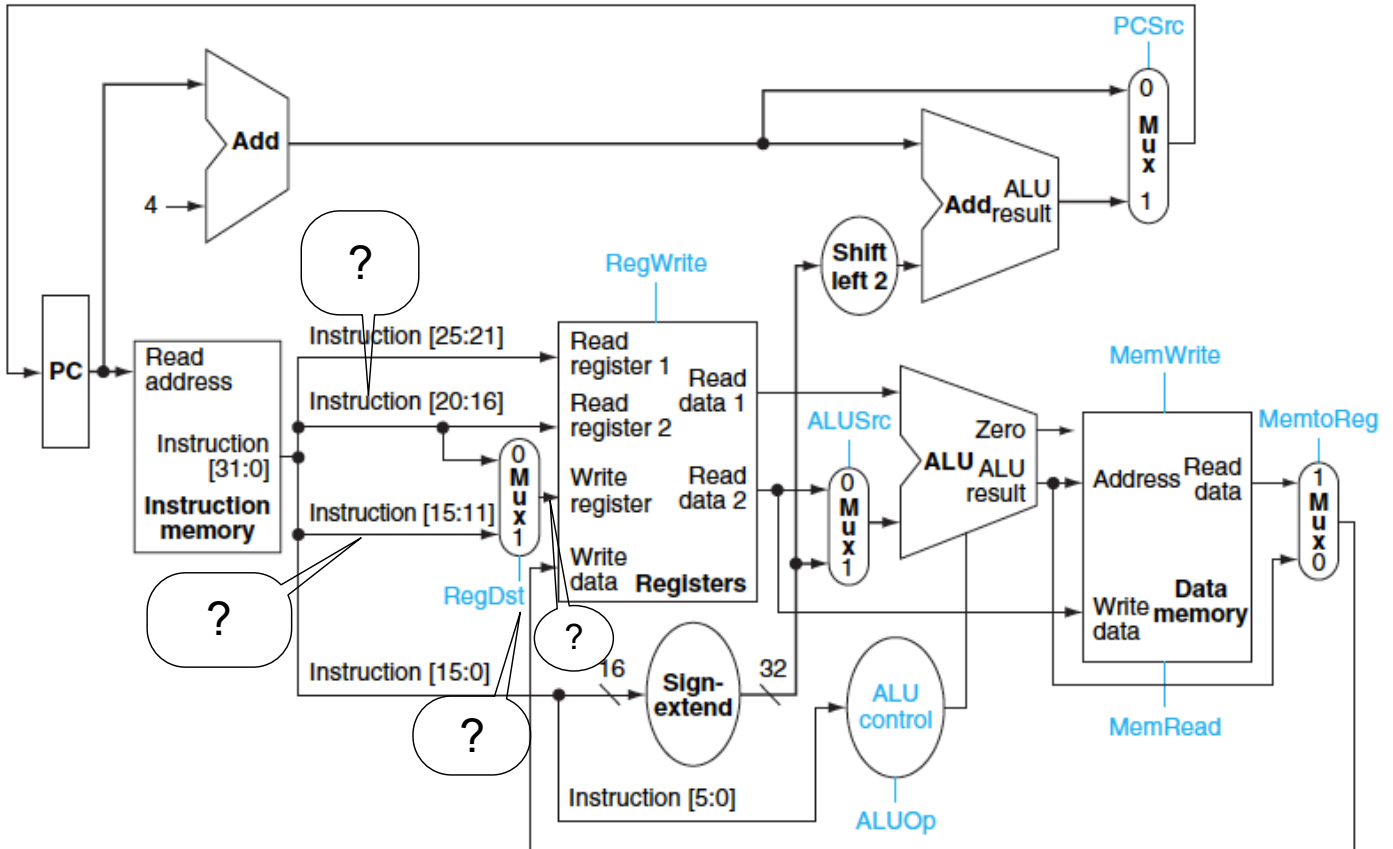 PCSrc
0
M
u
x
1
Add
4
Add ALU
result
Shift
left 2
?
RegWrite
PC
Read
address
Instruction
[31:0]
Instruction
memory
Instruction [25:21]
Instruction [20:16]
Instruction [15:11]
0
M
u
x
1
RegDst
Read
register 1
Read
register 2
Write
register
Write
data
Read
data 1
Read
data 2
Registers
ALUSrc
0
M
u
x
1
Zero
ALU ALU
result
MemWrite
Address
Read
data
Write
data
Data
memory
MemRead
MemtoReg
1
M
u
x
0
?
?
?
Instruction [15:0]
16
Sign-
extend
32
ALU
control
Instruction [5:0]
ALUOp